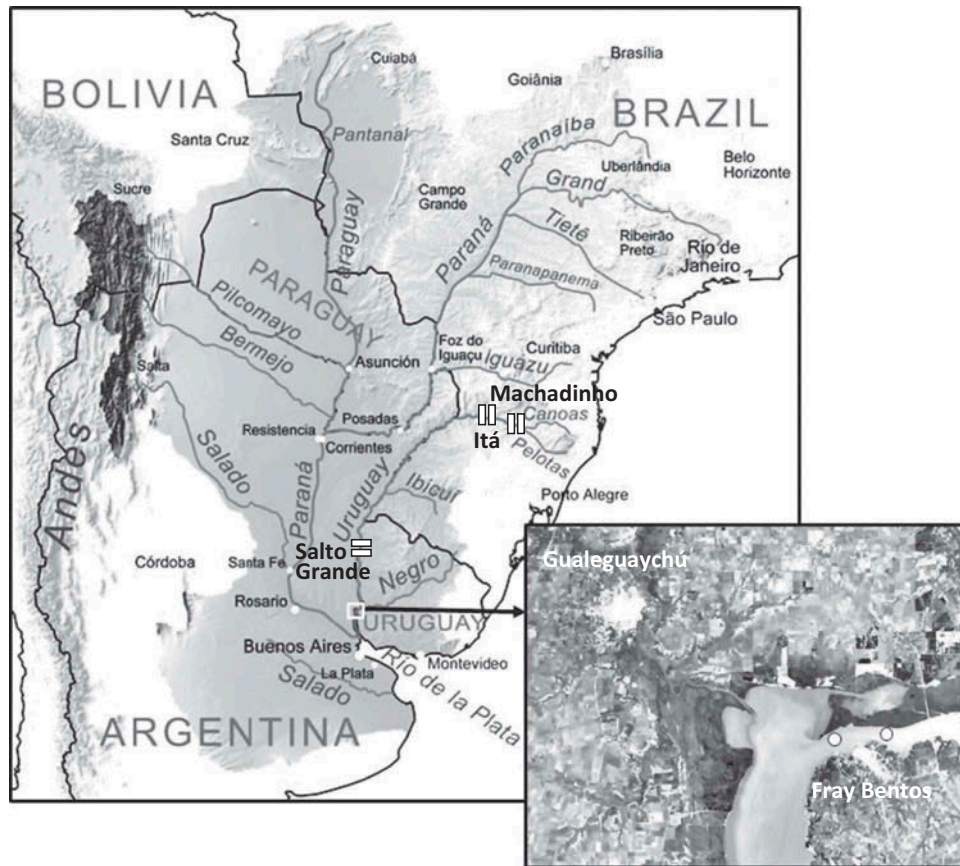 Brasília
Cuiabá
Goiânia
BOLIVIA
BRAZIL
Santa Cruz
Pantanal
Paranaíba
Uberlândia
Belo
Horizonte
Sucre
Campo
Grande
Grand
Paraguay
Paraná
Tietê
Ribeirão
Preto
Rio de
Janeiro
PARAGUAY
Paranapanema
Pilcomayo
São Paulo
Bermejo
Foz do
Iguaçu
Iguazu
Curitiba
Asunción
Salta
Machadinho
Canoas
Posadas
Itá
Resistencia
Corrientes
Pelotas
Andes
Salado
Paraná
Uruguay
Ibicuí
Porto Alegre
Salto
Grande
Santa Fe
Córdoba
Negro
Gualeguaychú
Rosario
URUGUAY
Buenos Aires
Río de la Plata
Montevideo
La Plata
Salado
ARGENTINA
Fray Bentos